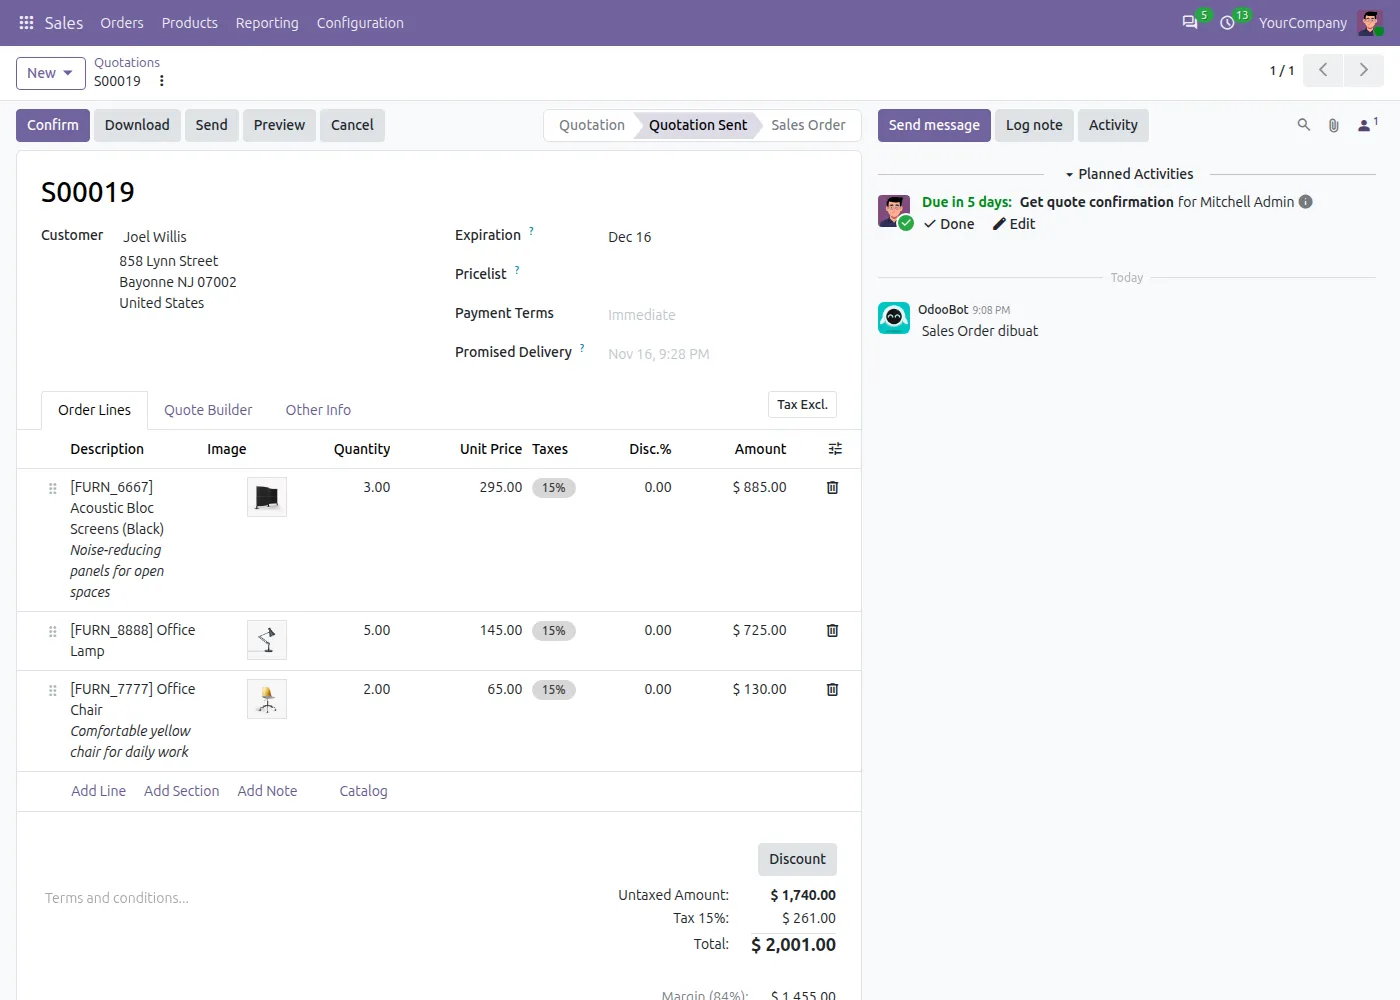 Sales Orders Products Reporting Configuration 5 13 YourCompany
New Quotations
S00019
1 / 1
Confirm Download Send Preview Cancel Quotation Quotation Sent Sales Order Send message Log note Activity 1
S00019
Customer Joel Willis
858 Lynn Street
Bayonne NJ 07002
United States
Expiration ? Dec 16
Pricelist ?
Payment Terms Immediate
Promised Delivery ? Nov 16, 9:28 PM
Order Lines Quote Builder Other Info Tax Excl.
Description Image Quantity Unit Price Taxes Disc.% Amount
[FURN_6667] 3.00 295.00 15% 0.00 $ 885.00
Acoustic Bloc
Screens (Black)
Noise-reducing
panels for open
spaces
[FURN_8888] Office 5.00 145.00 15% 0.00 $ 725.00
Lamp
[FURN_7777] Office 2.00 65.00 15% 0.00 $ 130.00
Chair
Comfortable yellow
chair for daily work
Add Line Add Section Add Note Catalog
Discount
Terms and conditions...
Untaxed Amount: $ 1,740.00
Tax 15%: $ 261.00
Total: $ 2,001.00
Margin (84%): $ 1,455.00
Planned Activities
Due in 5 days: Get quote confirmation for Mitchell Admin
Done Edit
Today
OdooBot 9:08 PM
Sales Order dibuat